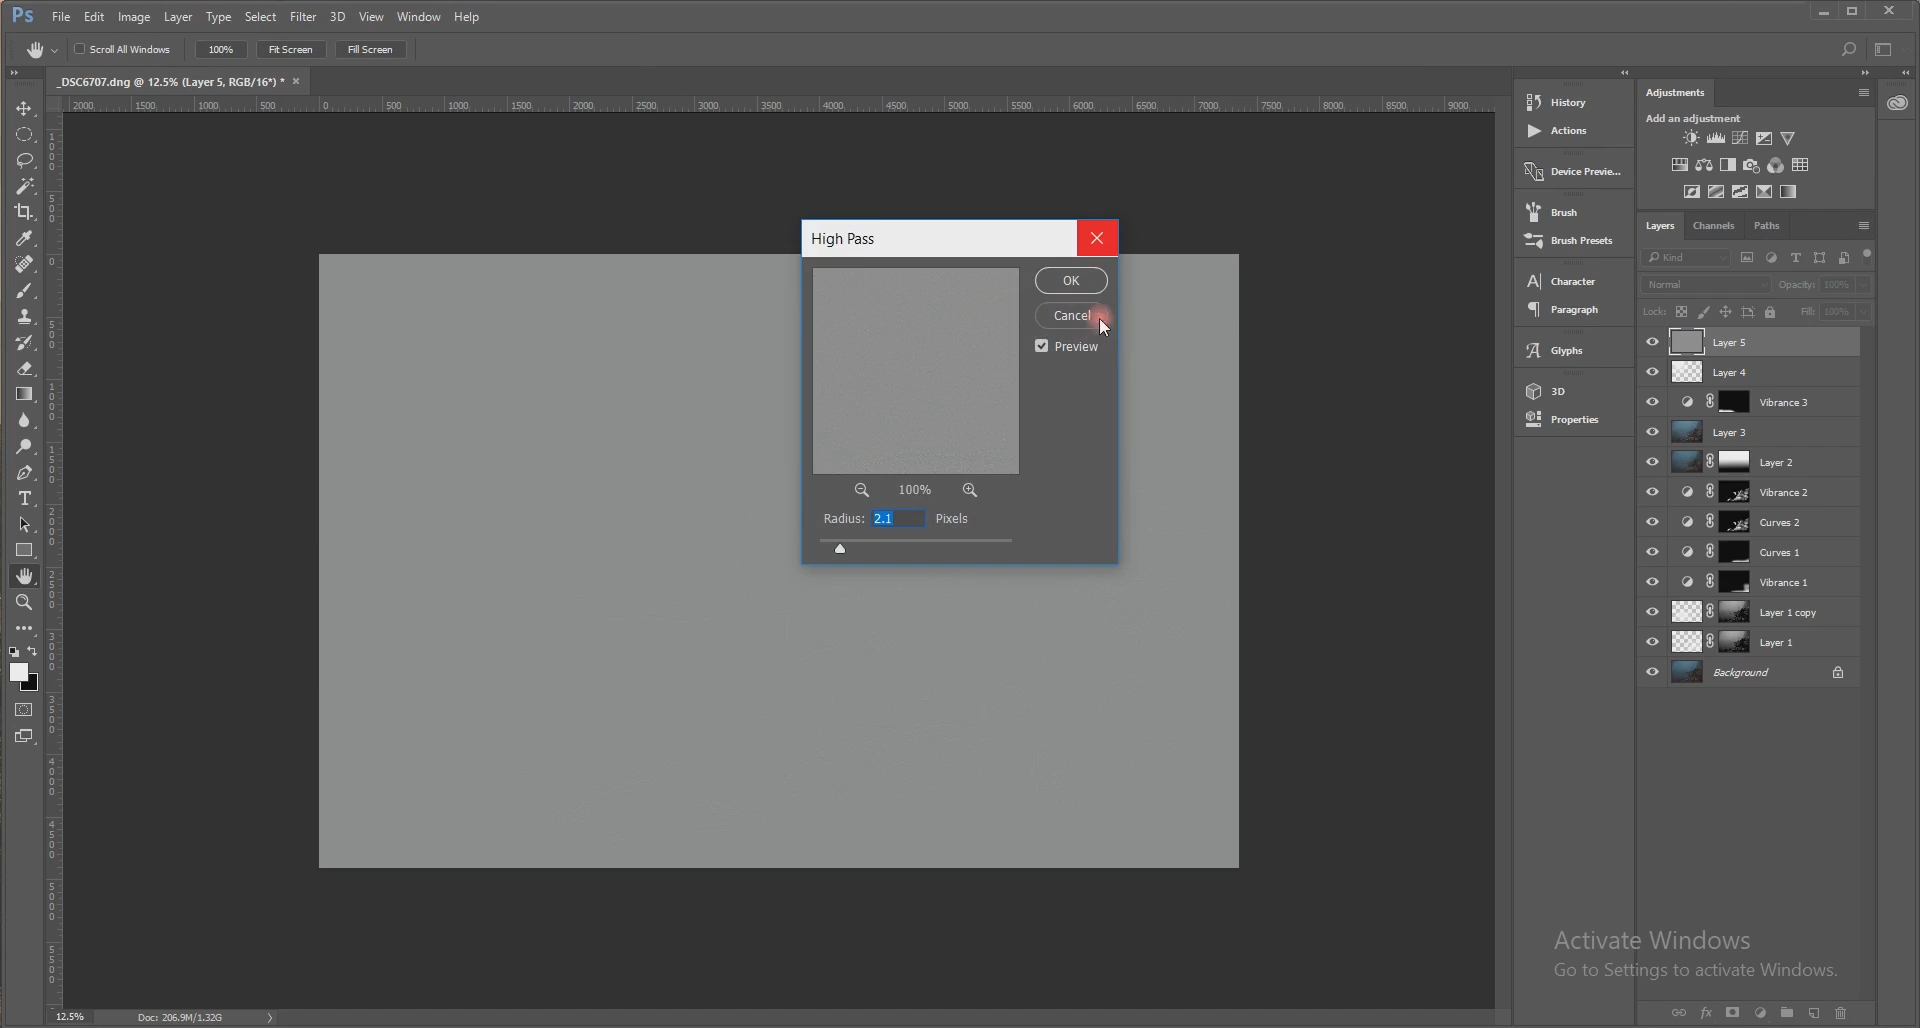 Ps File Edit Image Layer Type Select Filter 3D View Window Help
Scroll All Windows 100% Fit Screen Fill Screen
_DSC6707.dng @ 12.5% (Layer 5, RGB/16*) * ×
2000 1500 1000 500 0 500 1000 1500 2000 2500 3000 3500 4000 4500 5000 5500 6000 6500 7000 7500 8000 8500 9000
High Pass
OK
Cancel
Preview
100%
Radius: 2.1 Pixels
History
Actions
Device Previe...
Brush
Brush Presets
Character
Paragraph
Glyphs
3D
Properties
Adjustments
Add an adjustment
Layers Channels Paths
Kind
Normal Opacity: 100%
Lock: Fill: 100%
Layer 5
Layer 4
Vibrance 3
Layer 3
Layer 2
Vibrance 2
Curves 2
Curves 1
Vibrance 1
Layer 1 copy
Layer 1
Background
Activate Windows
Go to Settings to activate Windows.
12.5% Doc: 206.9M/1.32G